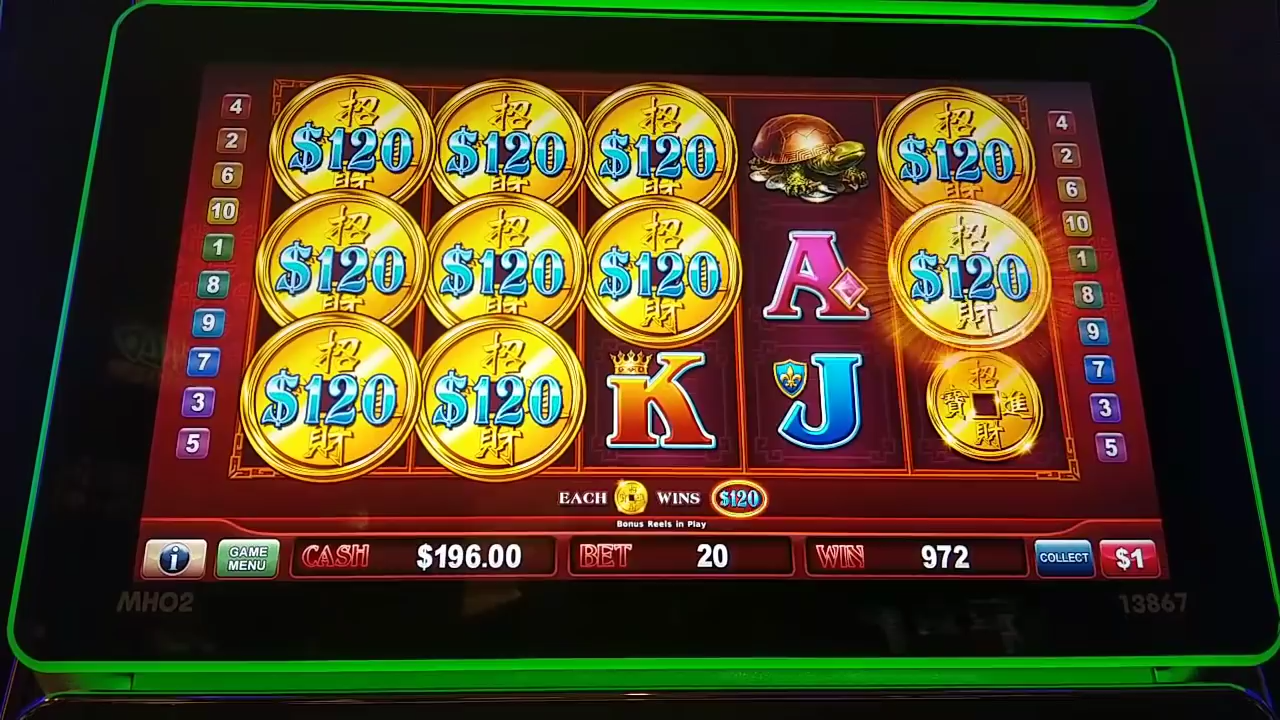 4 招 $120 財 招 $120 財 招 $120 財 招 $120 財 4
2 2
6 6
10 10
1 招 $120 財 招 $120 財 招 $120 財 A 招 $120 財 1
8 8
9 9
7 招 $120 財 招 $120 財 K J 招 寶 進 財 7
3 3
5 5
EACH WINS $120
Bonus Reels in Play
i GAME MENU CASH $196.00 BET 20 WIN 972 COLLECT $1
MH02 13867